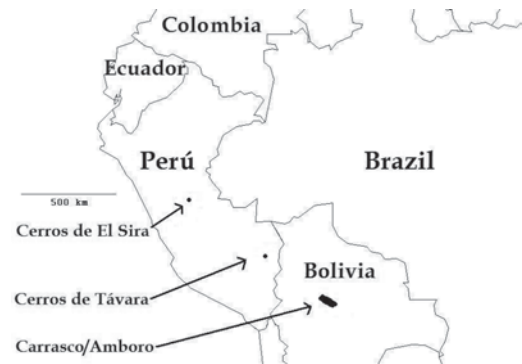 Colombia
Ecuador
Perú
Brazil
500 km
Cerros de El Sira
Bolivia
Cerros de Távara
Carrasco/Amboro